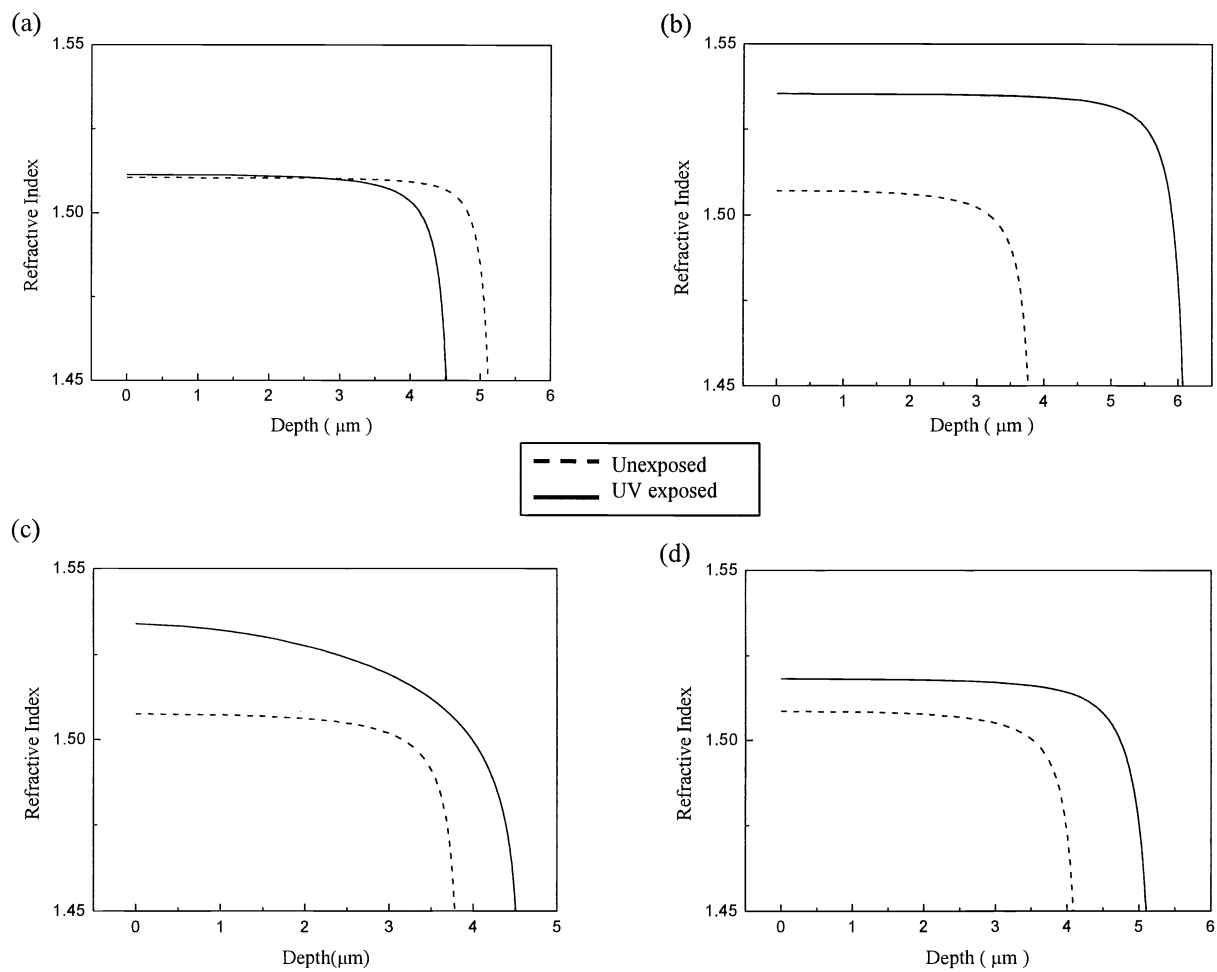 (a)
1.55
1.50
1.45
Refractive Index
0 1 2 3 4 5 6
Depth ( μm )
(b)
1.55
1.50
1.45
Refractive Index
0 1 2 3 4 5 6
Depth ( μm )
Unexposed
UV exposed
(c)
1.55
1.50
1.45
Refractive Index
0 1 2 3 4 5
Depth(μm)
(d)
1.55
1.50
1.45
Refractive Index
0 1 2 3 4 5 6
Depth ( μm )